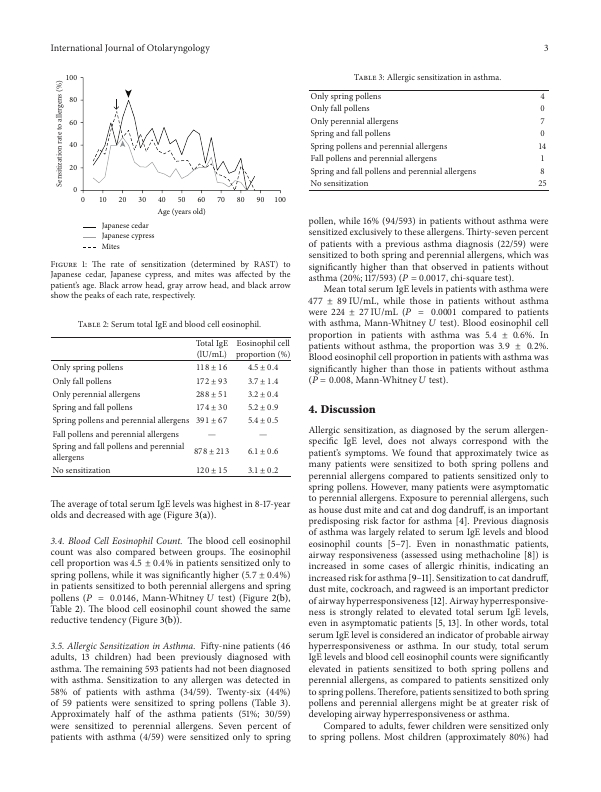 International Journal of Otolaryngology
3
100
80
60
40
20
0
Sensitization rate to allergens (%)
0 10 20 30 40 50 60 70 80 90 100
Age (years old)
Japanese cedar
Japanese cypress
Mites
Figure 1: The rate of sensitization (determined by RAST) to
Japanese cedar, Japanese cypress, and mites was affected by the
patient's age. Black arrow head, gray arrow head, and black arrow
show the peaks of each rate, respectively.
Table 2: Serum total IgE and blood cell eosinophil.
Total IgE (IU/mL) Eosinophil cell proportion (%)
Only spring pollens 118 ± 16 4.5 ± 0.4
Only fall pollens 172 ± 93 3.7 ± 1.4
Only perennial allergens 288 ± 51 3.2 ± 0.4
Spring and fall pollens 174 ± 30 5.2 ± 0.9
Spring pollens and perennial allergens 391 ± 67 5.4 ± 0.5
Fall pollens and perennial allergens — —
Spring and fall pollens and perennial
allergens 878 ± 213 6.1 ± 0.6
No sensitization 120 ± 15 3.1 ± 0.2
The average of total serum IgE levels was highest in 8-17-year
olds and decreased with age (Figure 3(a)).
3.4. Blood Cell Eosinophil Count. The blood cell eosinophil
count was also compared between groups. The eosinophil
cell proportion was 4.5 ± 0.4% in patients sensitized only to
spring pollens, while it was significantly higher (5.7 ± 0.4%)
in patients sensitized to both perennial allergens and spring
pollens (P = 0.0146, Mann-Whitney U test) (Figure 2(b),
Table 2). The blood cell eosinophil count showed the same
reductive tendency (Figure 3(b)).
3.5. Allergic Sensitization in Asthma. Fifty-nine patients (46
adults, 13 children) had been previously diagnosed with
asthma. The remaining 593 patients had not been diagnosed
with asthma. Sensitization to any allergen was detected in
58% of patients with asthma (34/59). Twenty-six (44%)
of 59 patients were sensitized to spring pollens (Table 3).
Approximately half of the asthma patients (51%; 30/59)
were sensitized to perennial allergens. Seven percent of
patients with asthma (4/59) were sensitized only to spring
Table 3: Allergic sensitization in asthma.
Only spring pollens 4
Only fall pollens 0
Only perennial allergens 7
Spring and fall pollens 0
Spring pollens and perennial allergens 14
Fall pollens and perennial allergens 1
Spring and fall pollens and perennial allergens 8
No sensitization 25
pollen, while 16% (94/593) in patients without asthma were
sensitized exclusively to these allergens. Thirty-seven percent
of patients with a previous asthma diagnosis (22/59) were
sensitized to both spring and perennial allergens, which was
significantly higher than that observed in patients without
asthma (20%; 117/593) (P = 0.0017, chi-square test).
Mean total serum IgE levels in patients with asthma were
477 ± 89 IU/mL, while those in patients without asthma
were 224 ± 27 IU/mL (P = 0.0001 compared to patients
with asthma, Mann-Whitney U test). Blood eosinophil cell
proportion in patients with asthma was 5.4 ± 0.6%. In
patients without asthma, the proportion was 3.9 ± 0.2%.
Blood eosinophil cell proportion in patients with asthma was
significantly higher than those in patients without asthma
(P = 0.008, Mann-Whitney U test).
4. Discussion
Allergic sensitization, as diagnosed by the serum allergen-
specific IgE level, does not always correspond with the
patient's symptoms. We found that approximately twice as
many patients were sensitized to both spring pollens and
perennial allergens compared to patients sensitized only to
spring pollens. However, many patients were asymptomatic
to perennial allergens. Exposure to perennial allergens, such
as house dust mite and cat and dog dandruff, is an important
predisposing risk factor for asthma [4]. Previous diagnosis
of asthma was largely related to serum IgE levels and blood
eosinophil counts [5–7]. Even in nonasthmatic patients,
airway responsiveness (assessed using methacholine [8]) is
increased in some cases of allergic rhinitis, indicating an
increased risk for asthma [9–11]. Sensitization to cat dandruff,
dust mite, cockroach, and ragweed is an important predictor
of airway hyperresponsiveness [12]. Airway hyperresponsive-
ness is strongly related to elevated total serum IgE levels,
even in asymptomatic patients [5, 13]. In other words, total
serum IgE level is considered an indicator of probable airway
hyperresponsiveness or asthma. In our study, total serum
IgE levels and blood cell eosinophil counts were significantly
elevated in patients sensitized to both spring pollens and
perennial allergens, as compared to patients sensitized only
to spring pollens. Therefore, patients sensitized to both spring
pollens and perennial allergens might be at greater risk of
developing airway hyperresponsiveness or asthma.
Compared to adults, fewer children were sensitized only
to spring pollens. Most children (approximately 80%) had